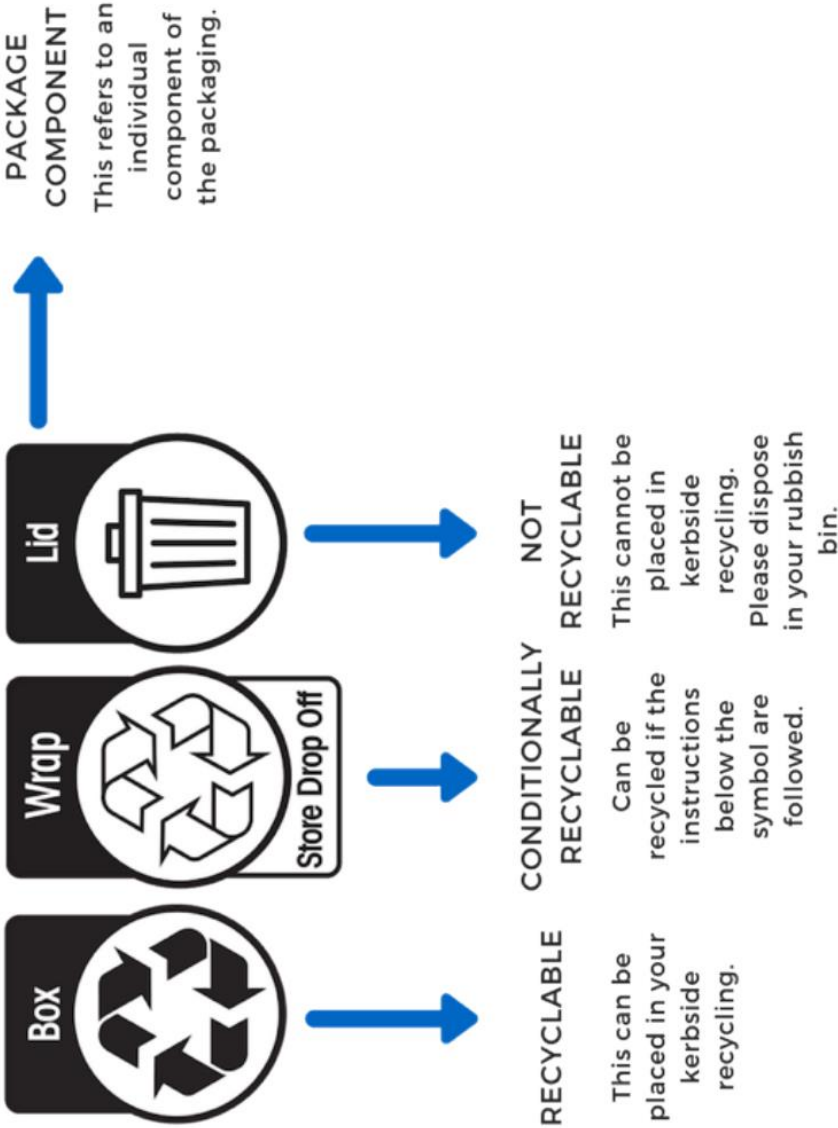 Box
Wrap
Store Drop Off
Lid
PACKAGE
COMPONENT
This refers to an
individual
component of
the packaging.
RECYCLABLE
This can be
placed in your
kerbside
recycling.
CONDITIONALLY
RECYCLABLE
Can be
recycled if the
instructions
below the
symbol are
followed.
NOT
RECYCLABLE
This cannot be
placed in
kerbside
recycling.
Please dispose
in your rubbish
bin.